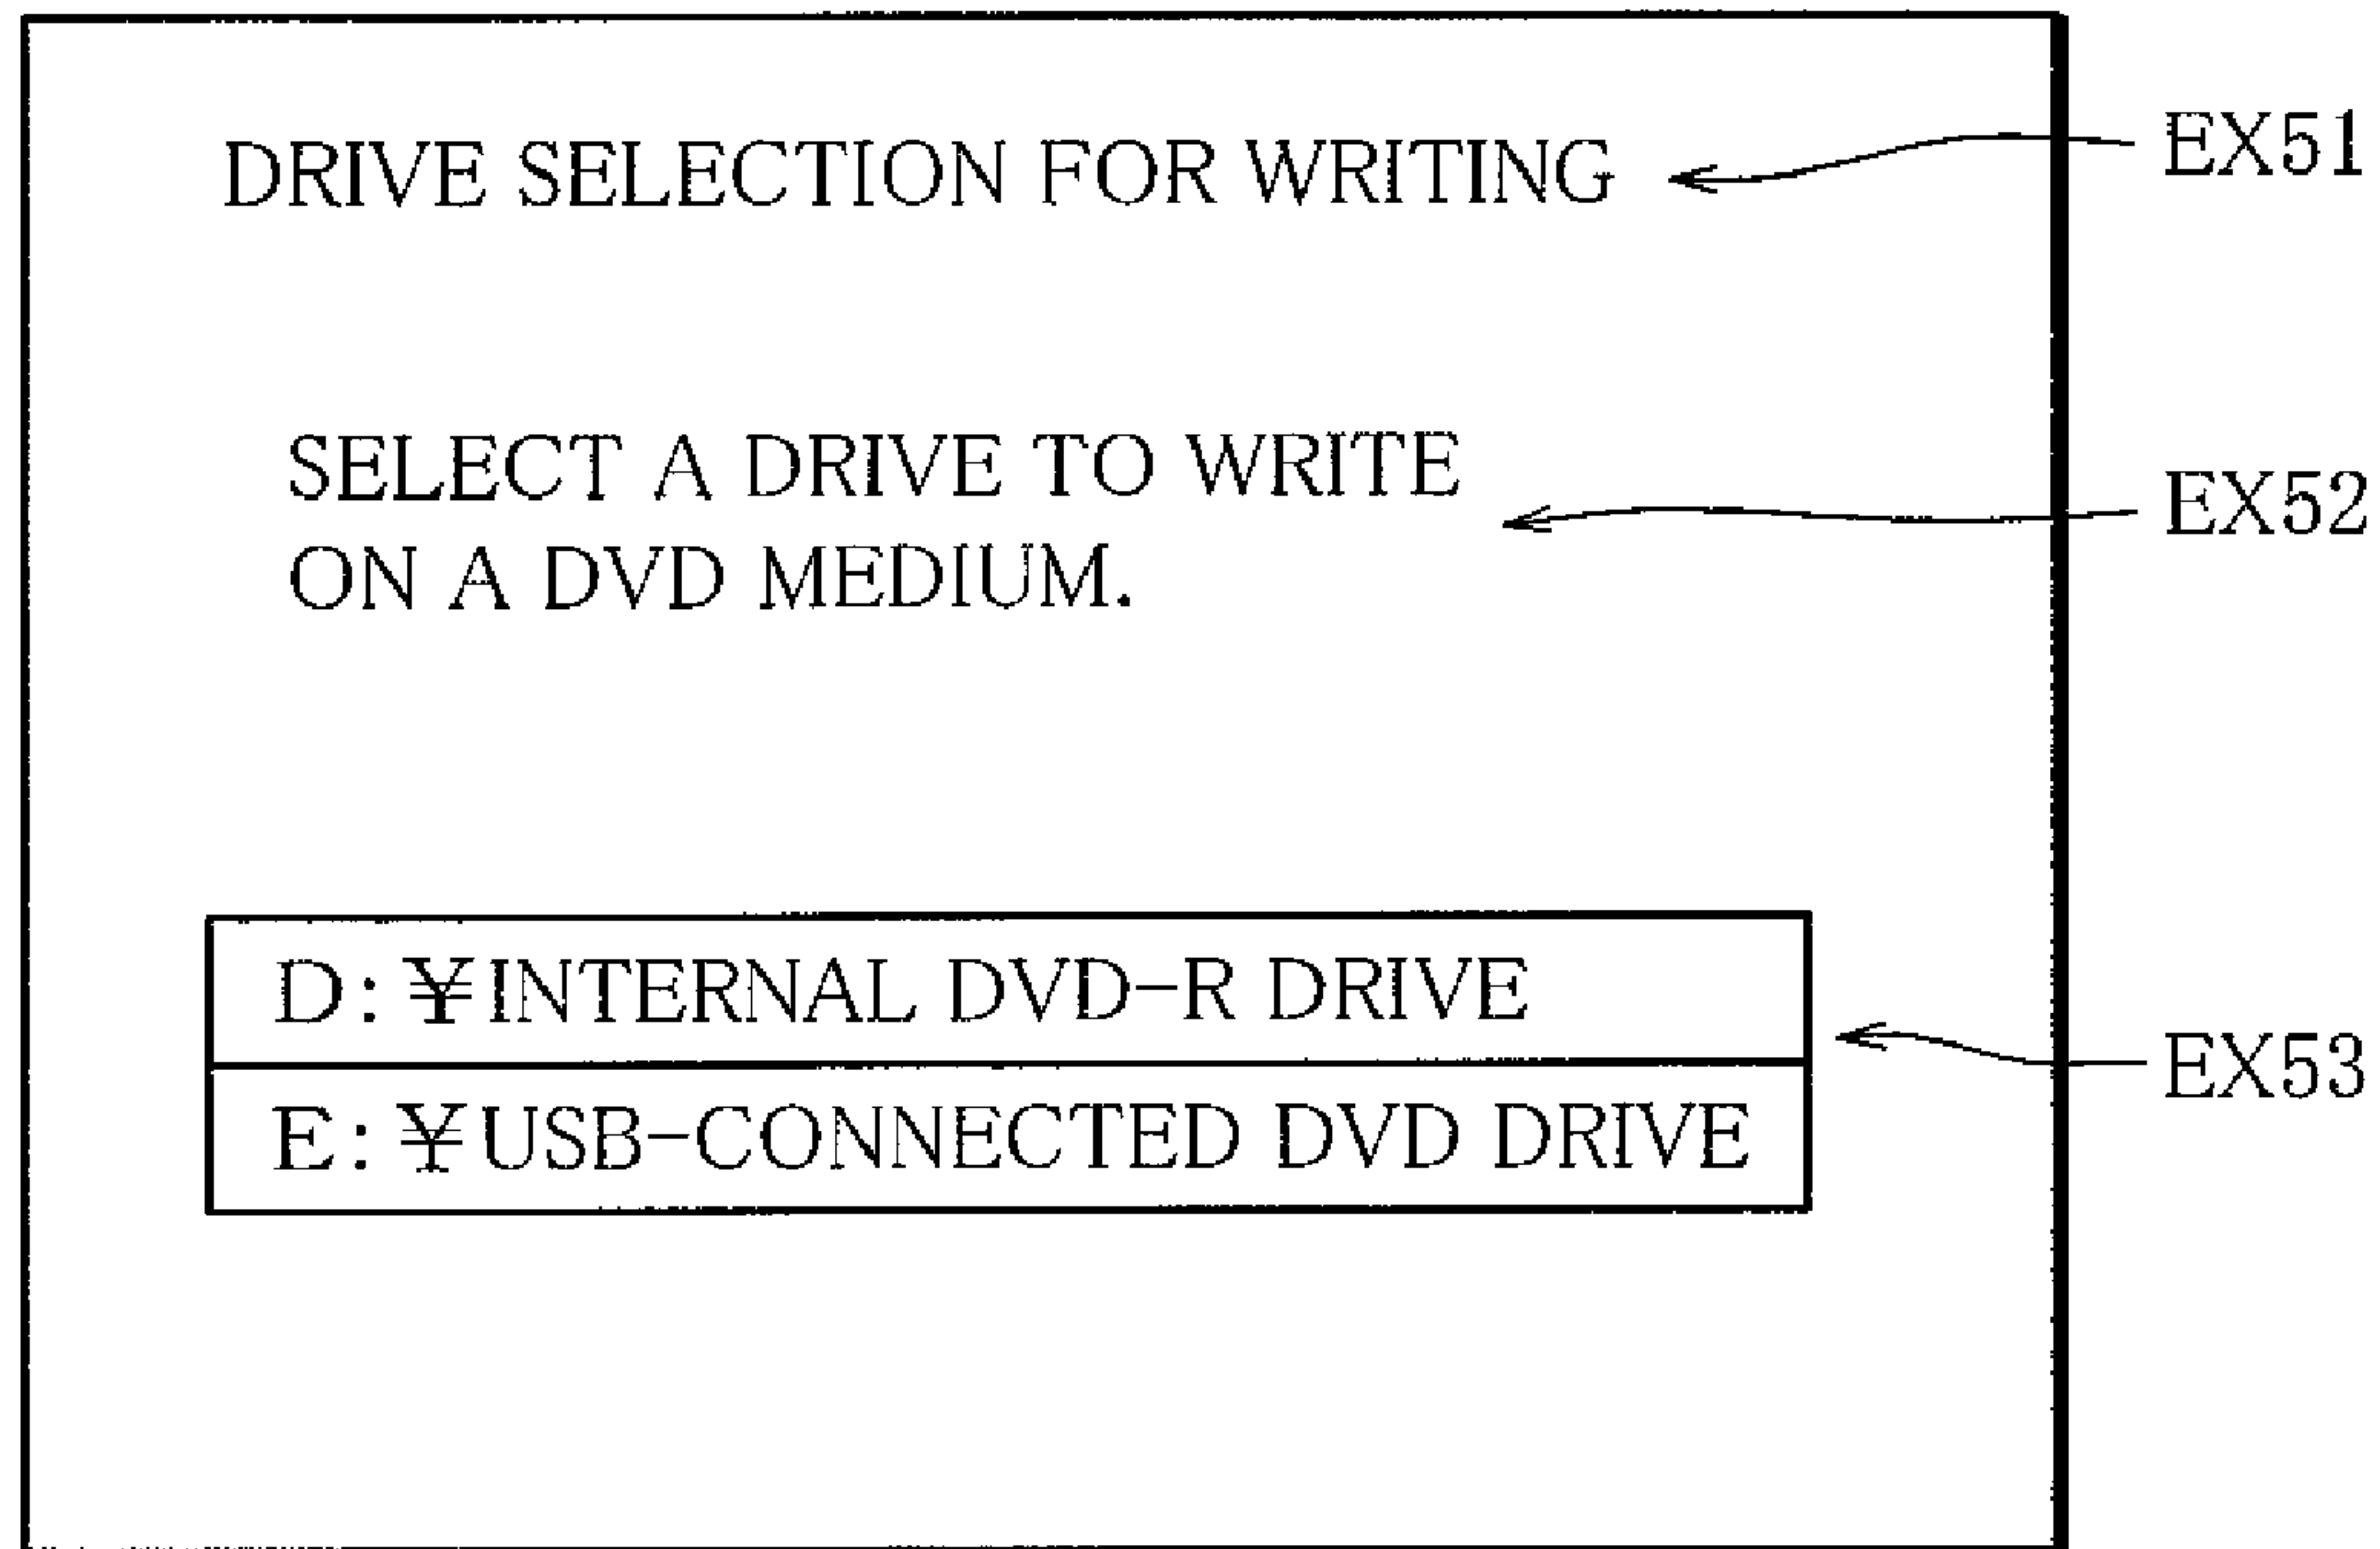 DRIVE SELECTION FOR WRITING
EX51
SELECT A DRIVE TO WRITE
ON A DVD MEDIUM.
EX52
D:¥INTERNAL DVD-R DRIVE
E:¥USB-CONNECTED DVD DRIVE
EX53